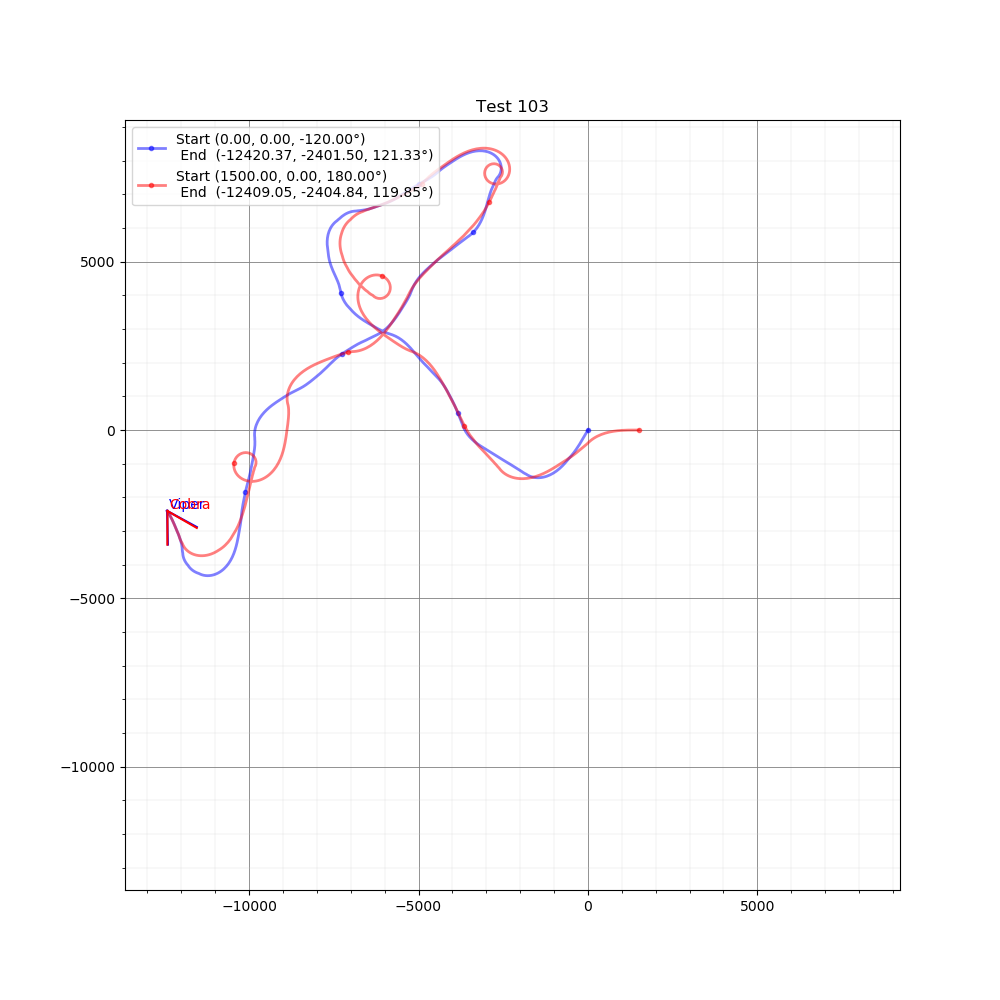 Test 103
Start (0.00, 0.00, -120.00°)
End (-12420.37, -2401.50, 121.33°)
Start (1500.00, 0.00, 180.00°)
End (-12409.05, -2404.84, 119.85°)
5000
0
−5000
−10000
Viper
−10000
−5000
0
5000